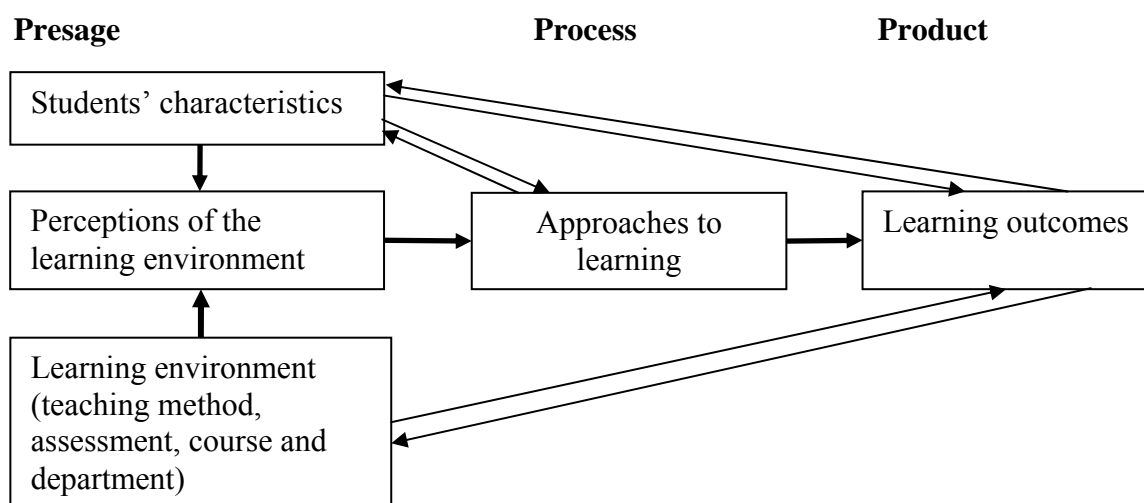 Presage Process Product
Students’ characteristics
Perceptions of the
learning environment
Approaches to
learning
Learning outcomes
Learning environment
(teaching method,
assessment, course and
department)